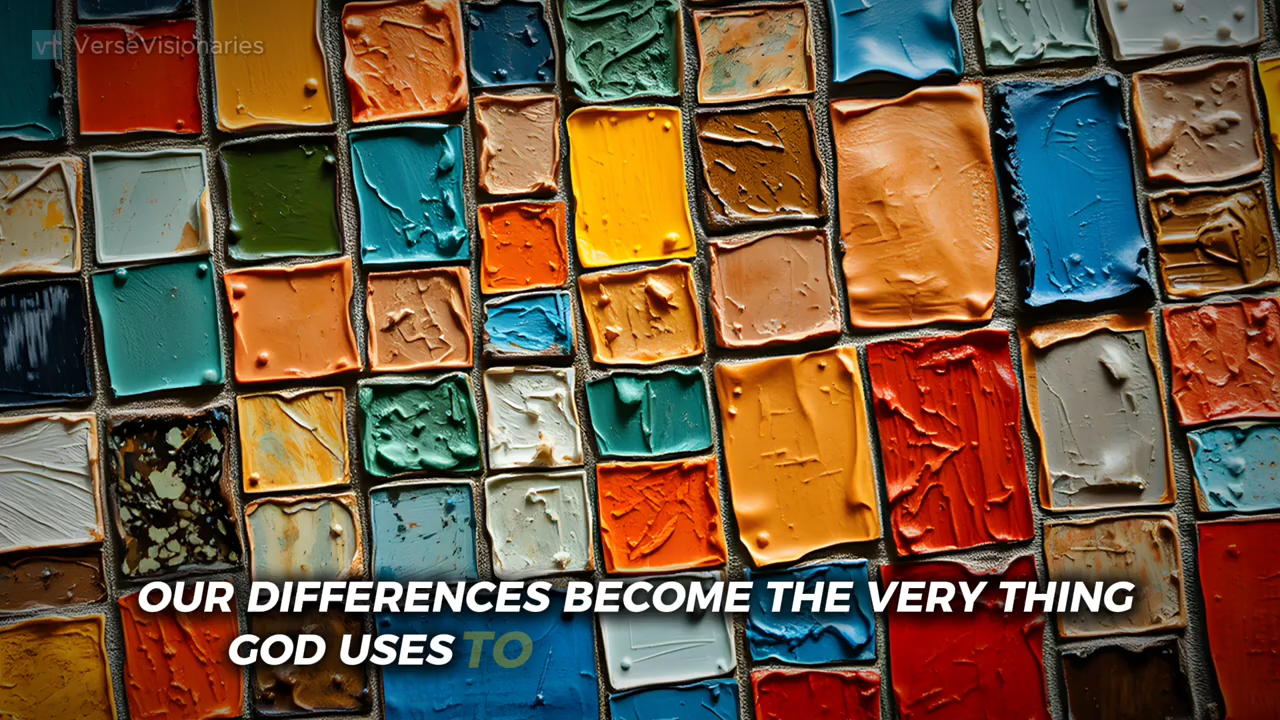 VerseVisionaries
OUR DIFFERENCES BECOME THE VERY THING
GOD USES TO